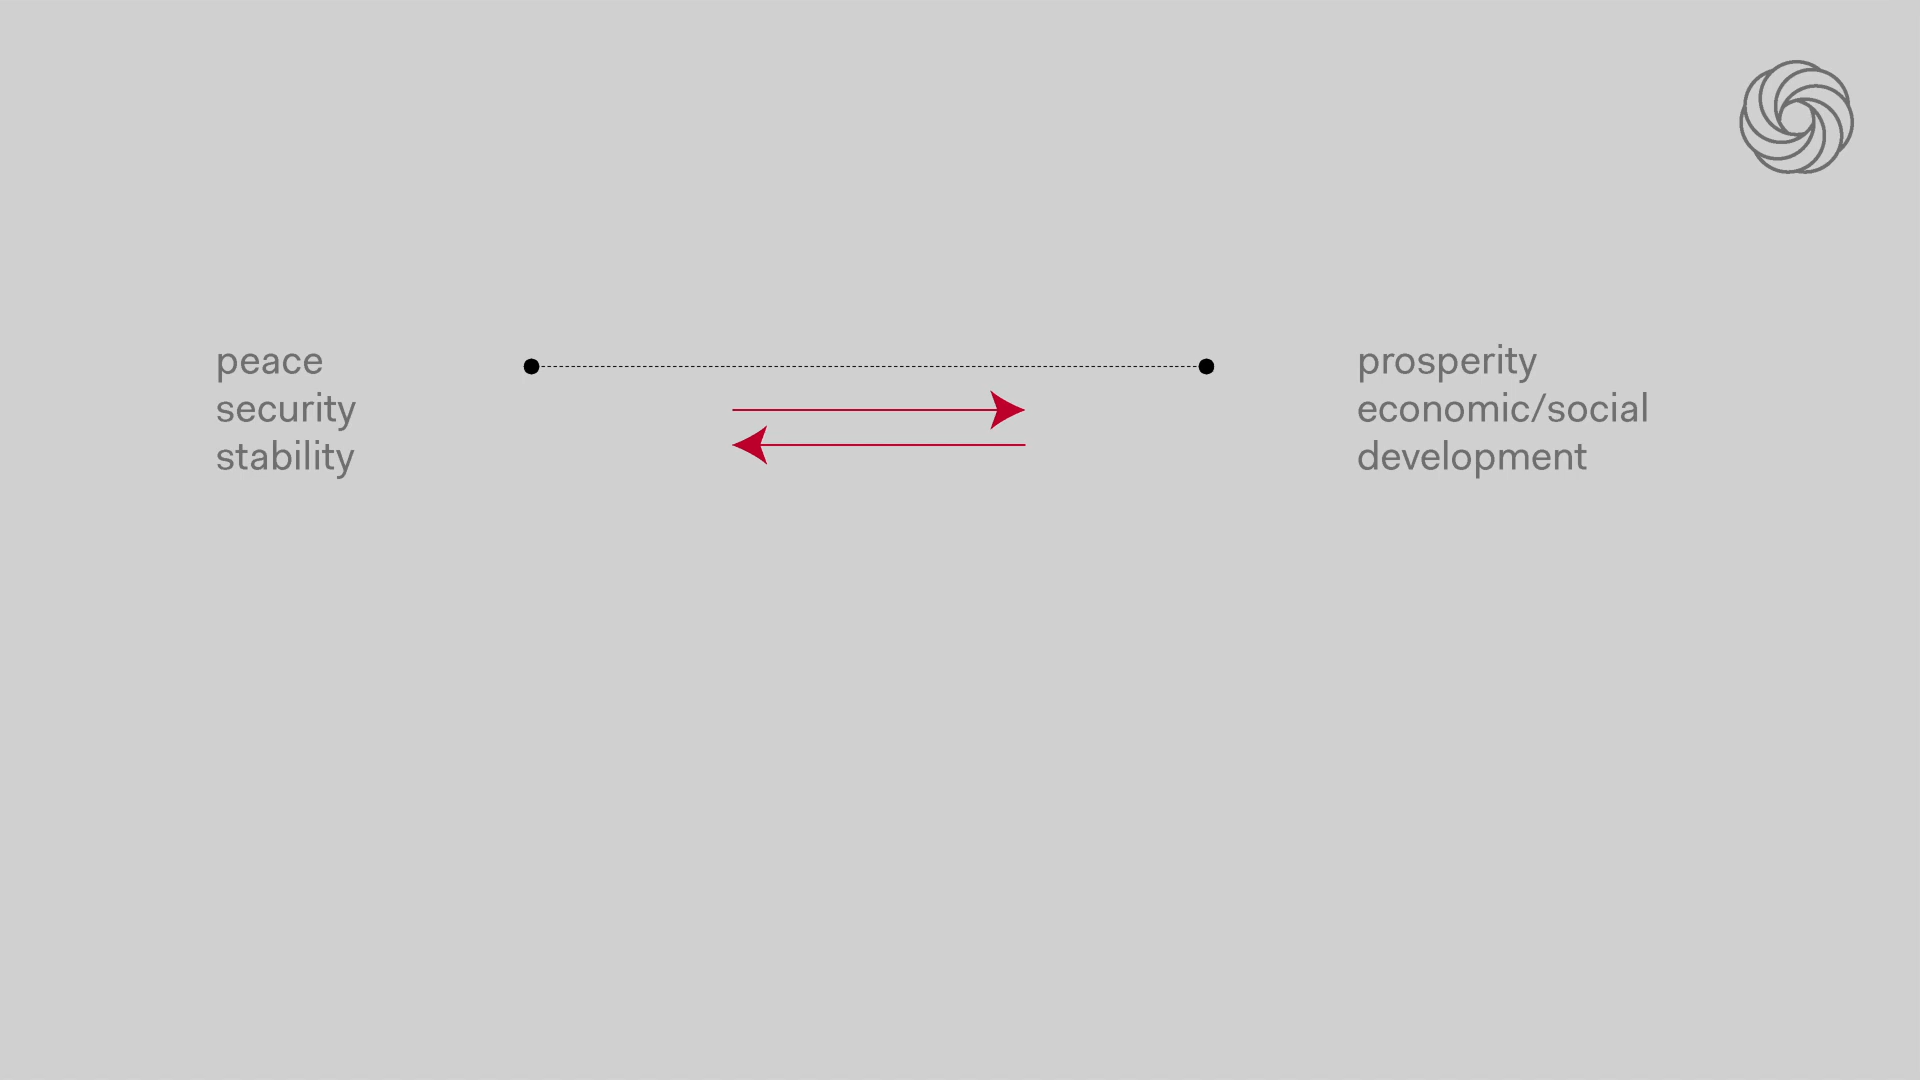 peace
security
stability
prosperity
economic/social
development